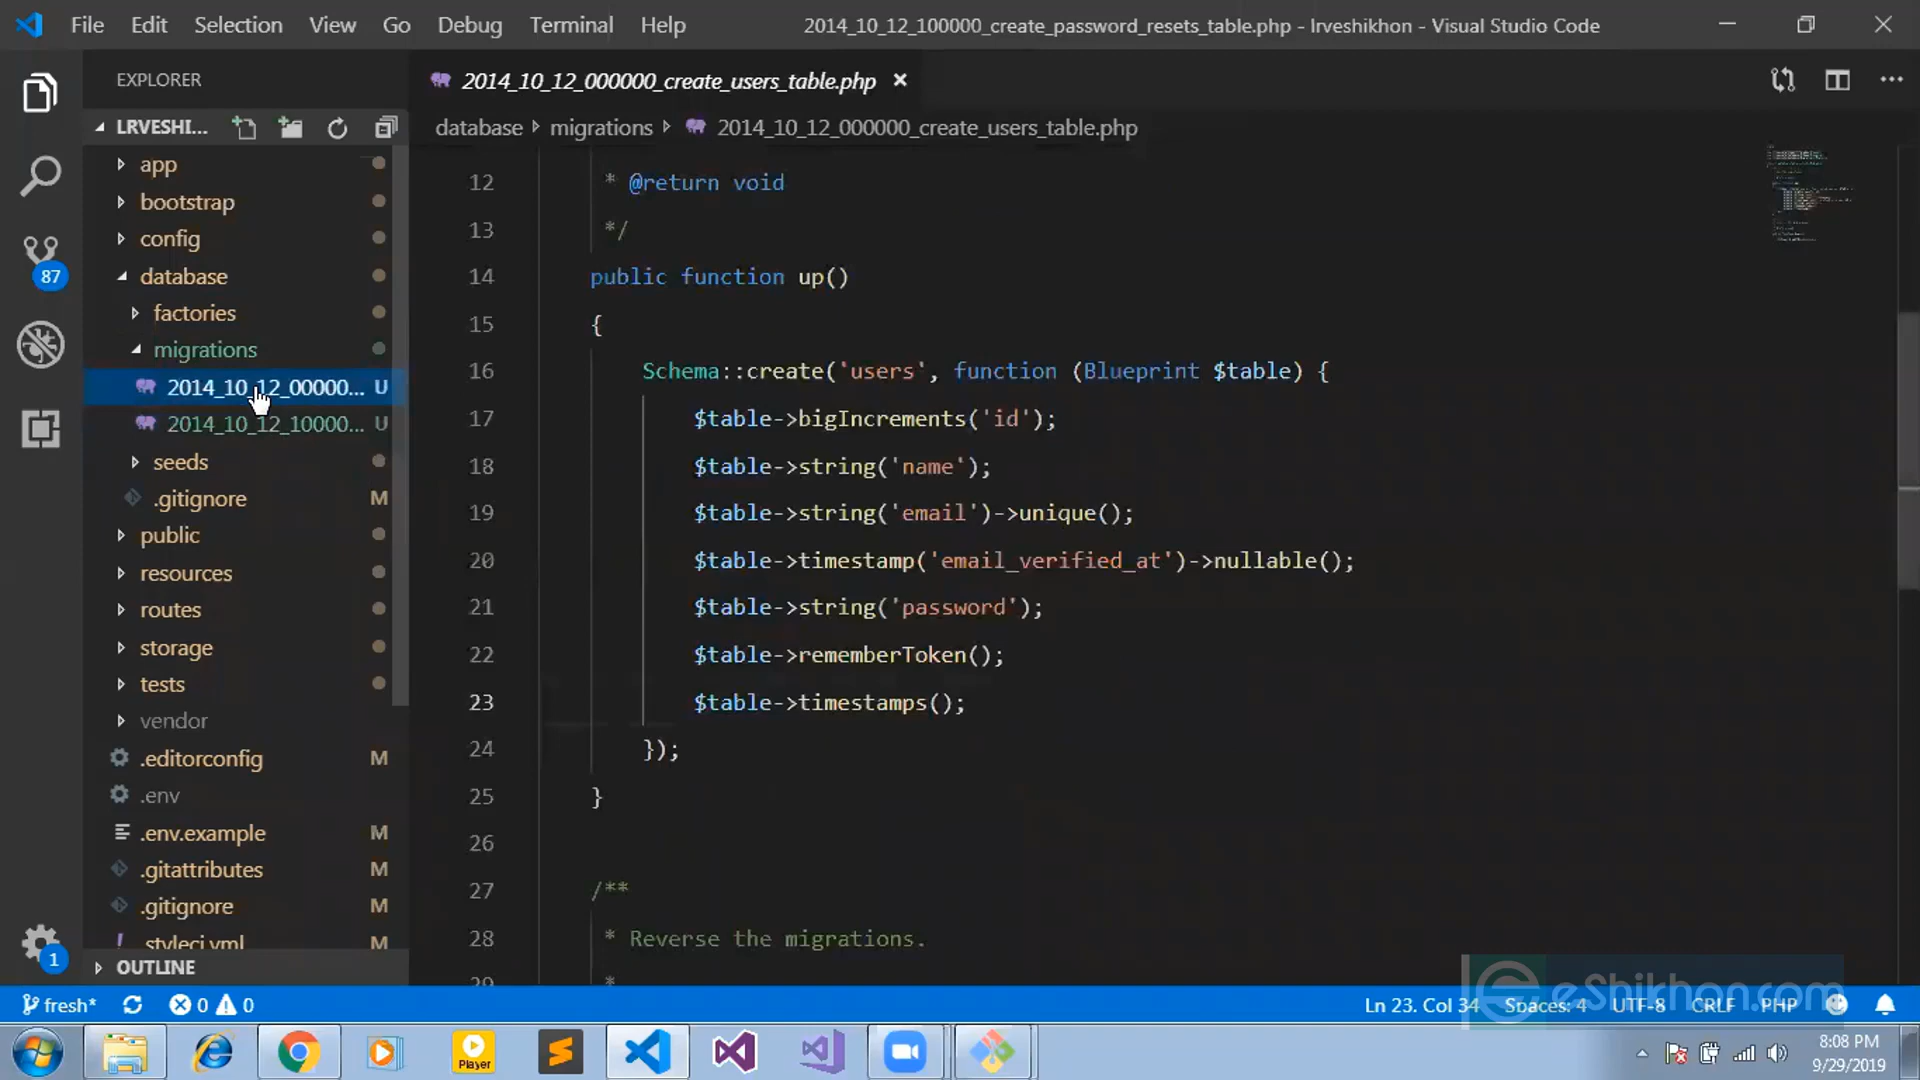 File Edit Selection View Go Debug Terminal Help
2014_10_12_100000_create_password_resets_table.php - lrveshikhon - Visual Studio Code
EXPLORER
2014_10_12_000000_create_users_table.php
LRVESHI...
database migrations 2014_10_12_000000_create_users_table.php
app
bootstrap
config
database
factories
migrations
2014_10_12_00000... U
2014_10_12_10000... U
seeds
.gitignore M
public
resources
routes
storage
tests
vendor
.editorconfig M
.env
.env.example M
.gitattributes M
.gitignore M
.styleci.yml M
OUTLINE
87
1
12 * @return void
13 */
14 public function up()
15 {
16 Schema::create('users', function (Blueprint $table) {
17 $table->bigIncrements('id');
18 $table->string('name');
19 $table->string('email')->unique();
20 $table->timestamp('email_verified_at')->nullable();
21 $table->string('password');
22 $table->rememberToken();
23 $table->timestamps();
24 });
25 }
26
27 /**
28 * Reverse the migrations.
29 *
eShikhon.com
fresh* 0 0
Ln 23, Col 34 Spaces: 4 UTF-8 CRLF PHP
Player
8:08 PM
9/29/2019